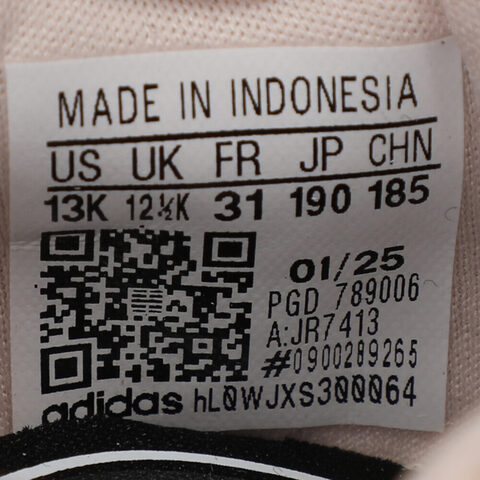 MADE IN INDONESIA
US UK FR JP CHN
13K 12½K 31 190 185
01/25
PGD 789006
A:JR7413
#0900289265
adidas hL0WJXS300064